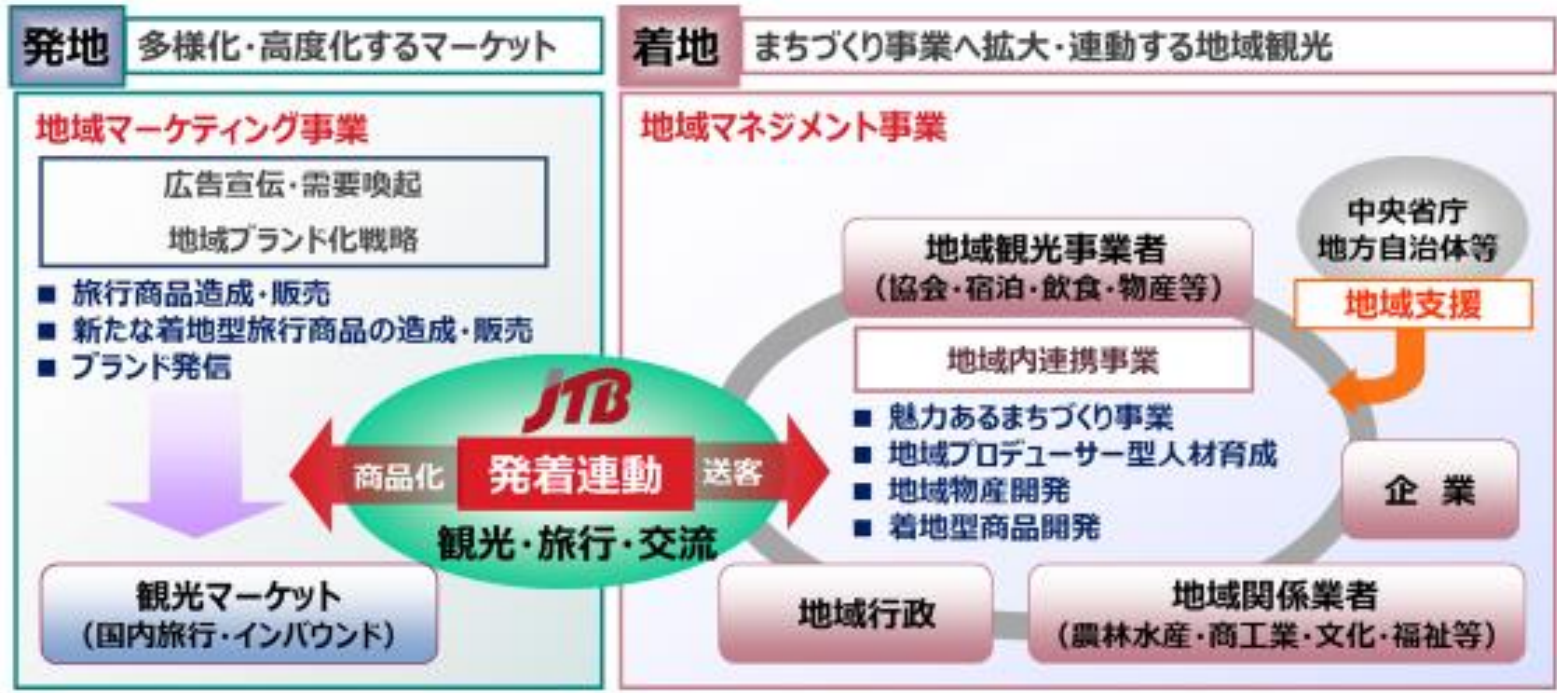 発地
多様化・高度化するマーケット
地域マーケティング事業
広告宣伝・需要喚起
地域ブランド化戦略
■ 旅行商品造成・販売
■ 新たな着地型旅行商品の造成・販売
■ ブランド発信
観光マーケット
(国内旅行・インバウンド)
JTB
商品化
発着連動
送客
観光・旅行・交流
着地
まちづくり事業へ拡大・連動する地域観光
地域マネジメント事業
中央省庁
地方自治体等
地域支援
地域観光事業者
(協会・宿泊・飲食・物産等)
地域内連携事業
■ 魅力あるまちづくり事業
■ 地域プロデューサー型人材育成
■ 地域物産開発
■ 着地型商品開発
企 業
地域行政
地域関係業者
(農林水産・商工業・文化・福祉等)